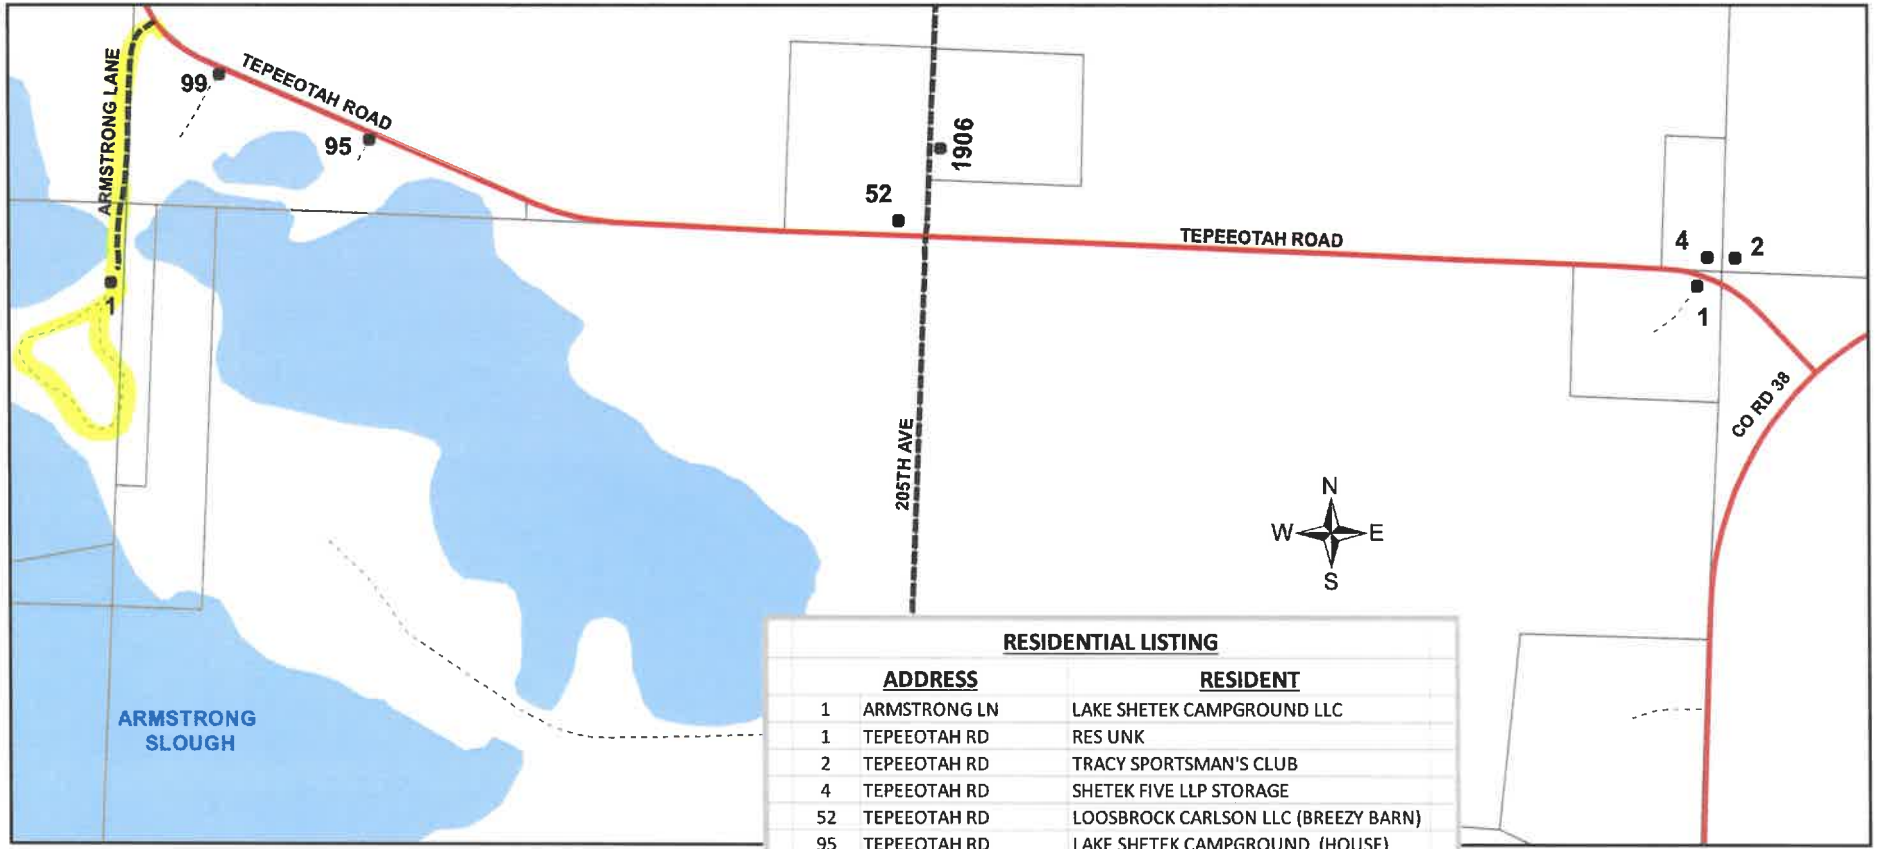 ARMSTRONG LANE
99
TEPEEOTAH ROAD
95
1906
52
TEPEEOTAH ROAD
4
2
1
1
CO RD 38
205TH AVE
N
W E
S
ARMSTRONG
SLOUGH
RESIDENTIAL LISTING
ADDRESS RESIDENT
1 ARMSTRONG LN LAKE SHETEK CAMPGROUND LLC
1 TEPEEOTAH RD RES UNK
2 TEPEEOTAH RD TRACY SPORTSMAN'S CLUB
4 TEPEEOTAH RD SHETEK FIVE LLP STORAGE
52 TEPEEOTAH RD LOOSBROCK CARLSON LLC (BREEZY BARN)
95 TEPEEOTAH RD LAKE SHETEK CAMPGROUND (HOUSE)